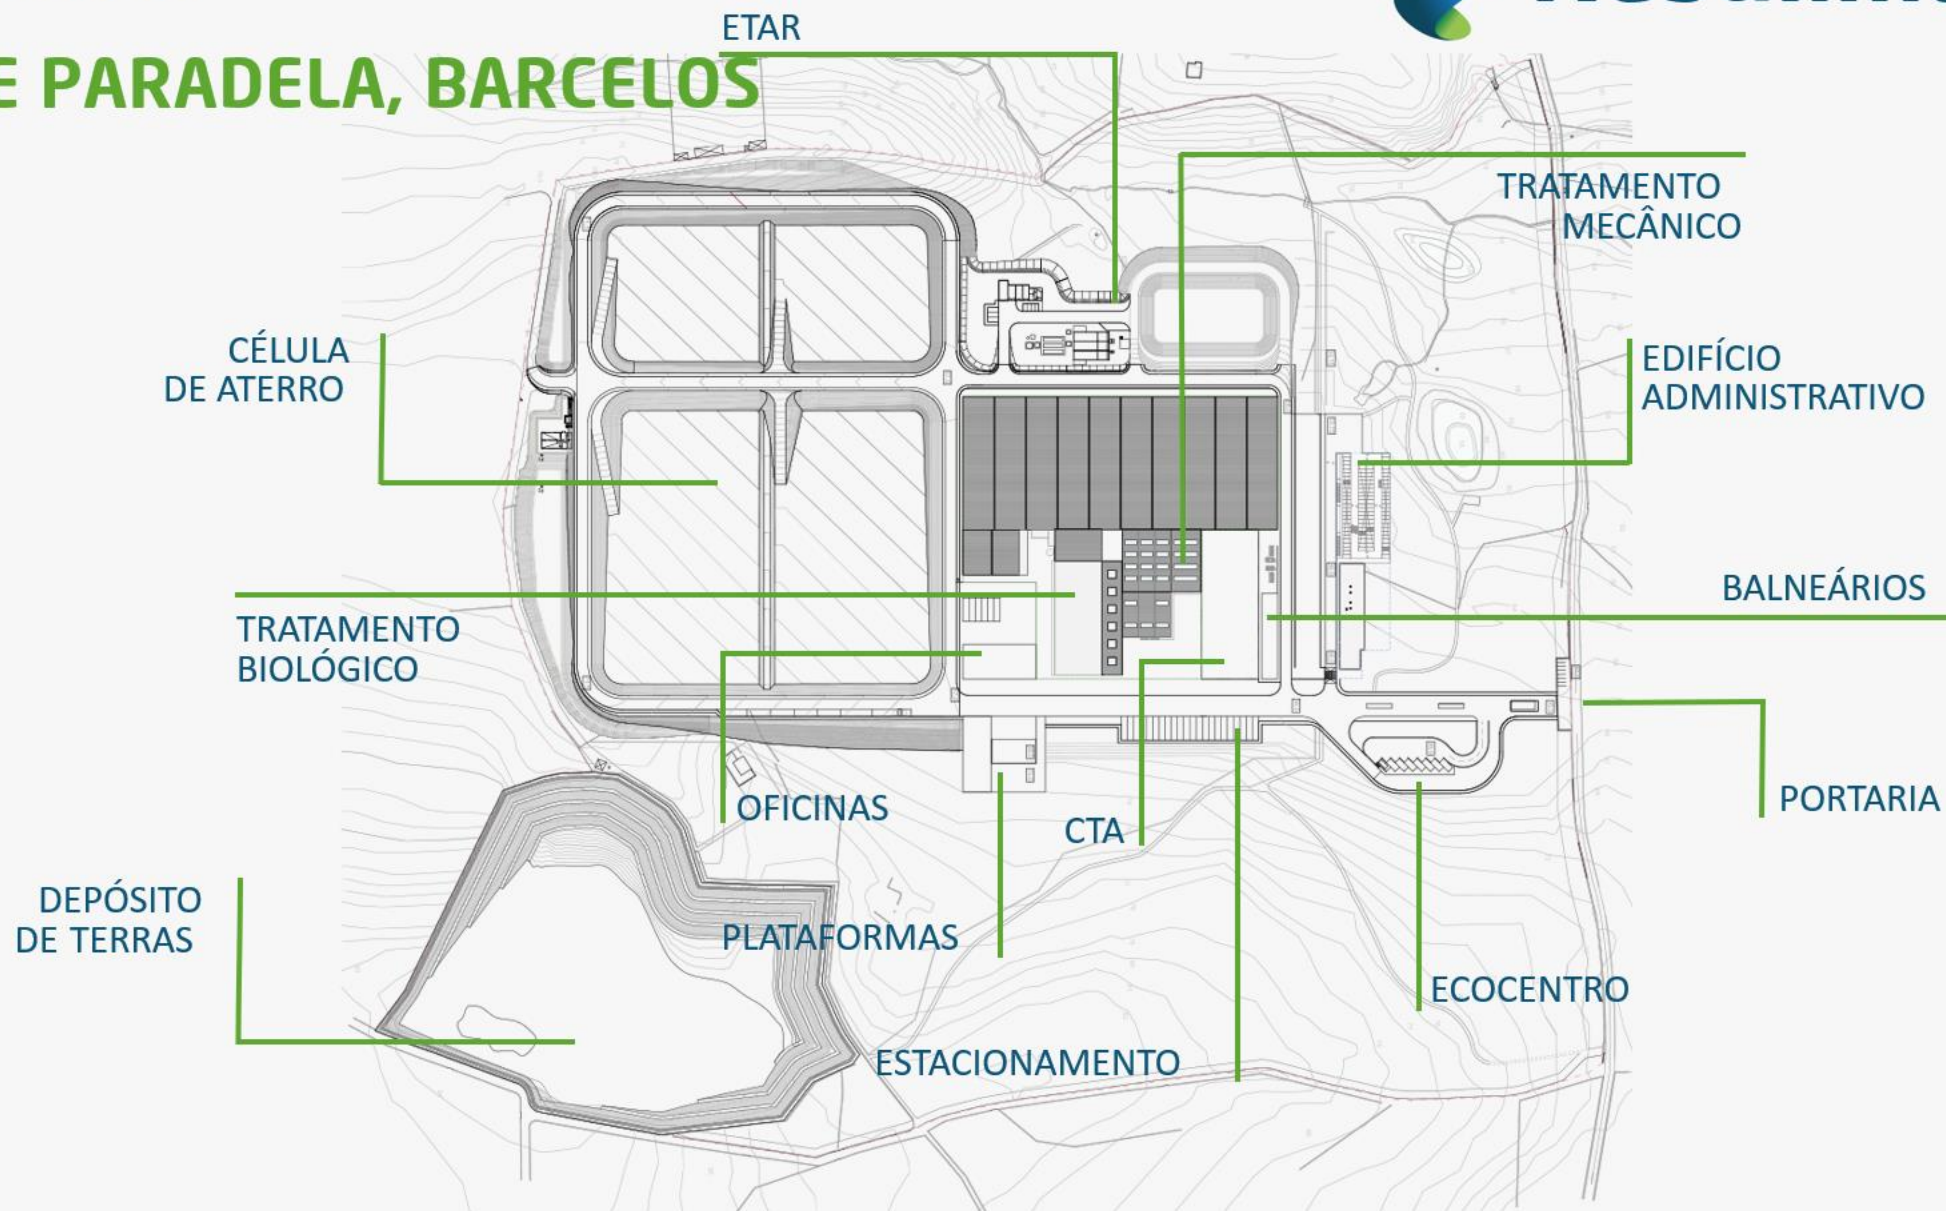 ETAR
E PARADELA, BARCELOS
TRATAMENTO
MECÂNICO
CÉLULA
DE ATERRO
EDIFÍCIO
ADMINISTRATIVO
BALNEÁRIOS
TRATAMENTO
BIOLÓGICO
OFICINAS
CTA
PORTARIA
DEPÓSITO
DE TERRAS
PLATAFORMAS
ECOCENTRO
ESTACIONAMENTO